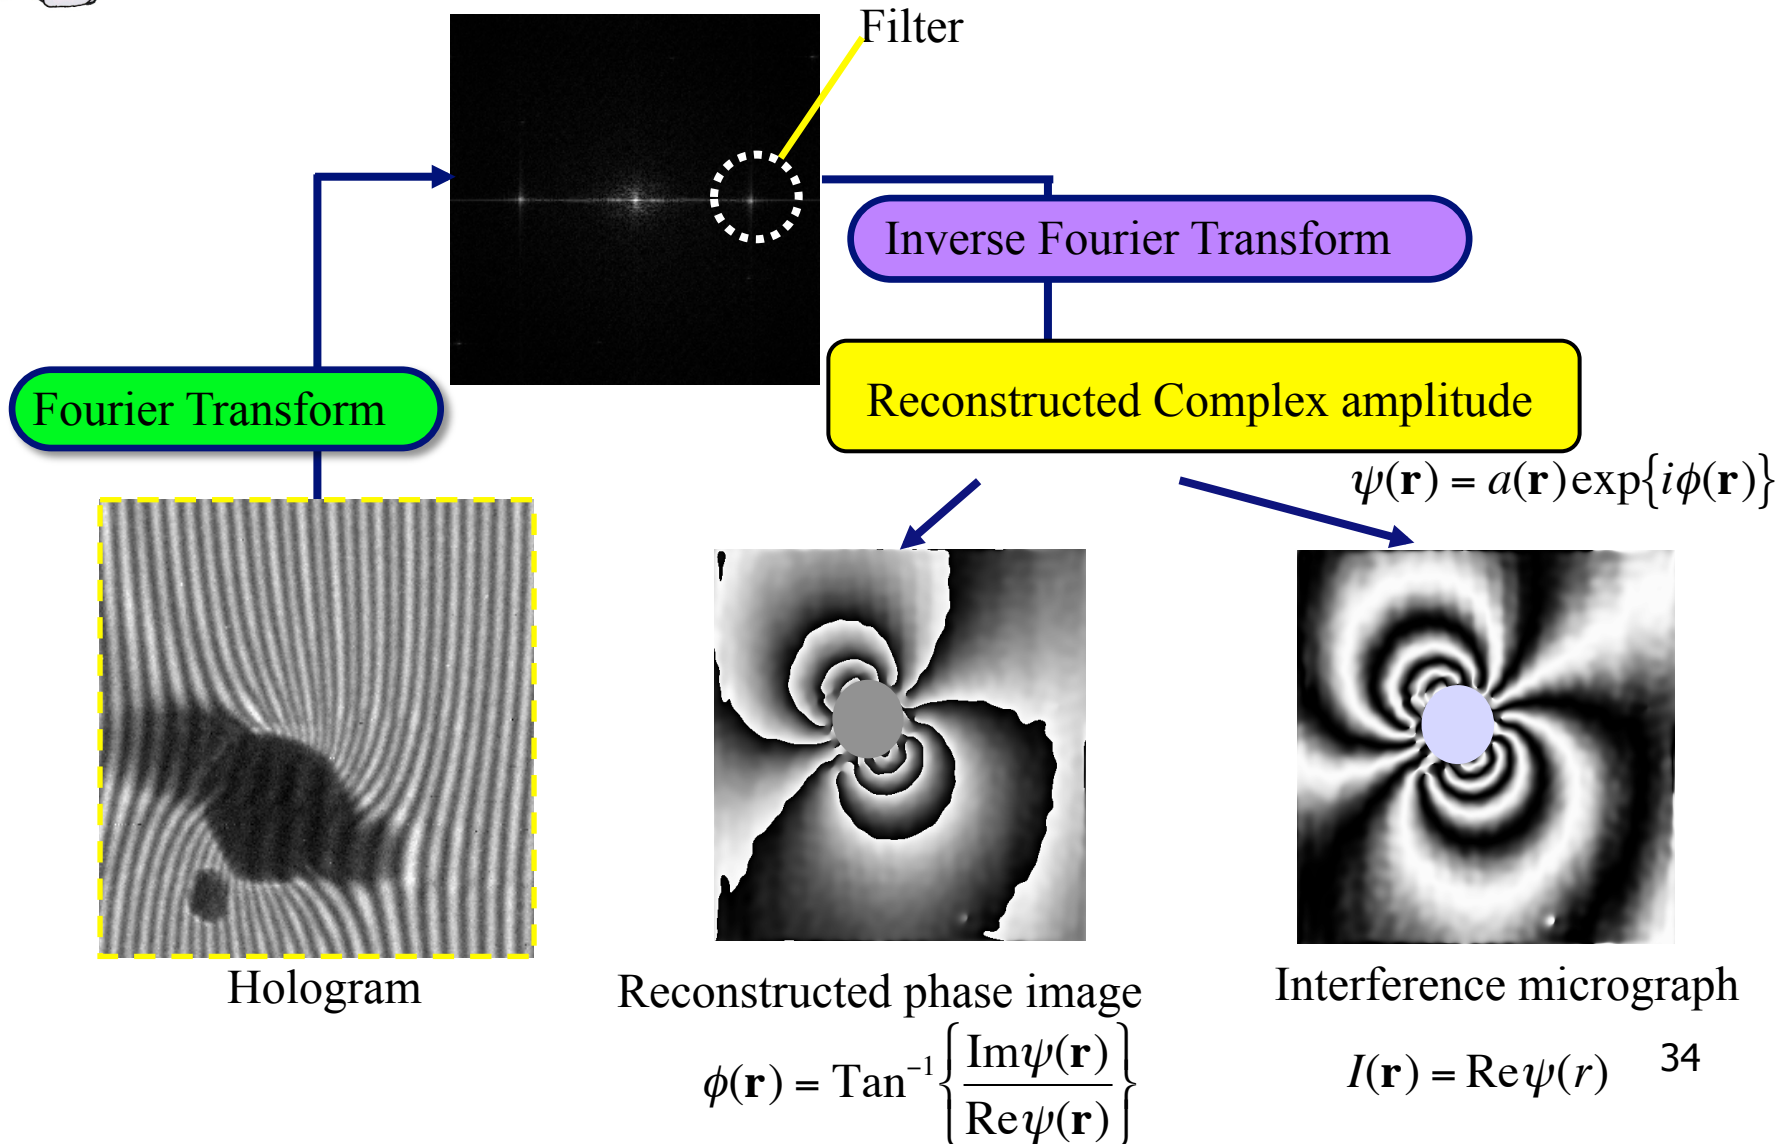 Filter
Inverse Fourier Transform
Fourier Transform
Reconstructed Complex amplitude
ψ(𝐫) = a(𝐫)exp{iϕ(𝐫)}
Hologram
Reconstructed phase image
ϕ(𝐫) = Tan⁻¹{Imψ(𝐫)/Reψ(𝐫)}
Interference micrograph
I(𝐫) = Reψ(r)
34